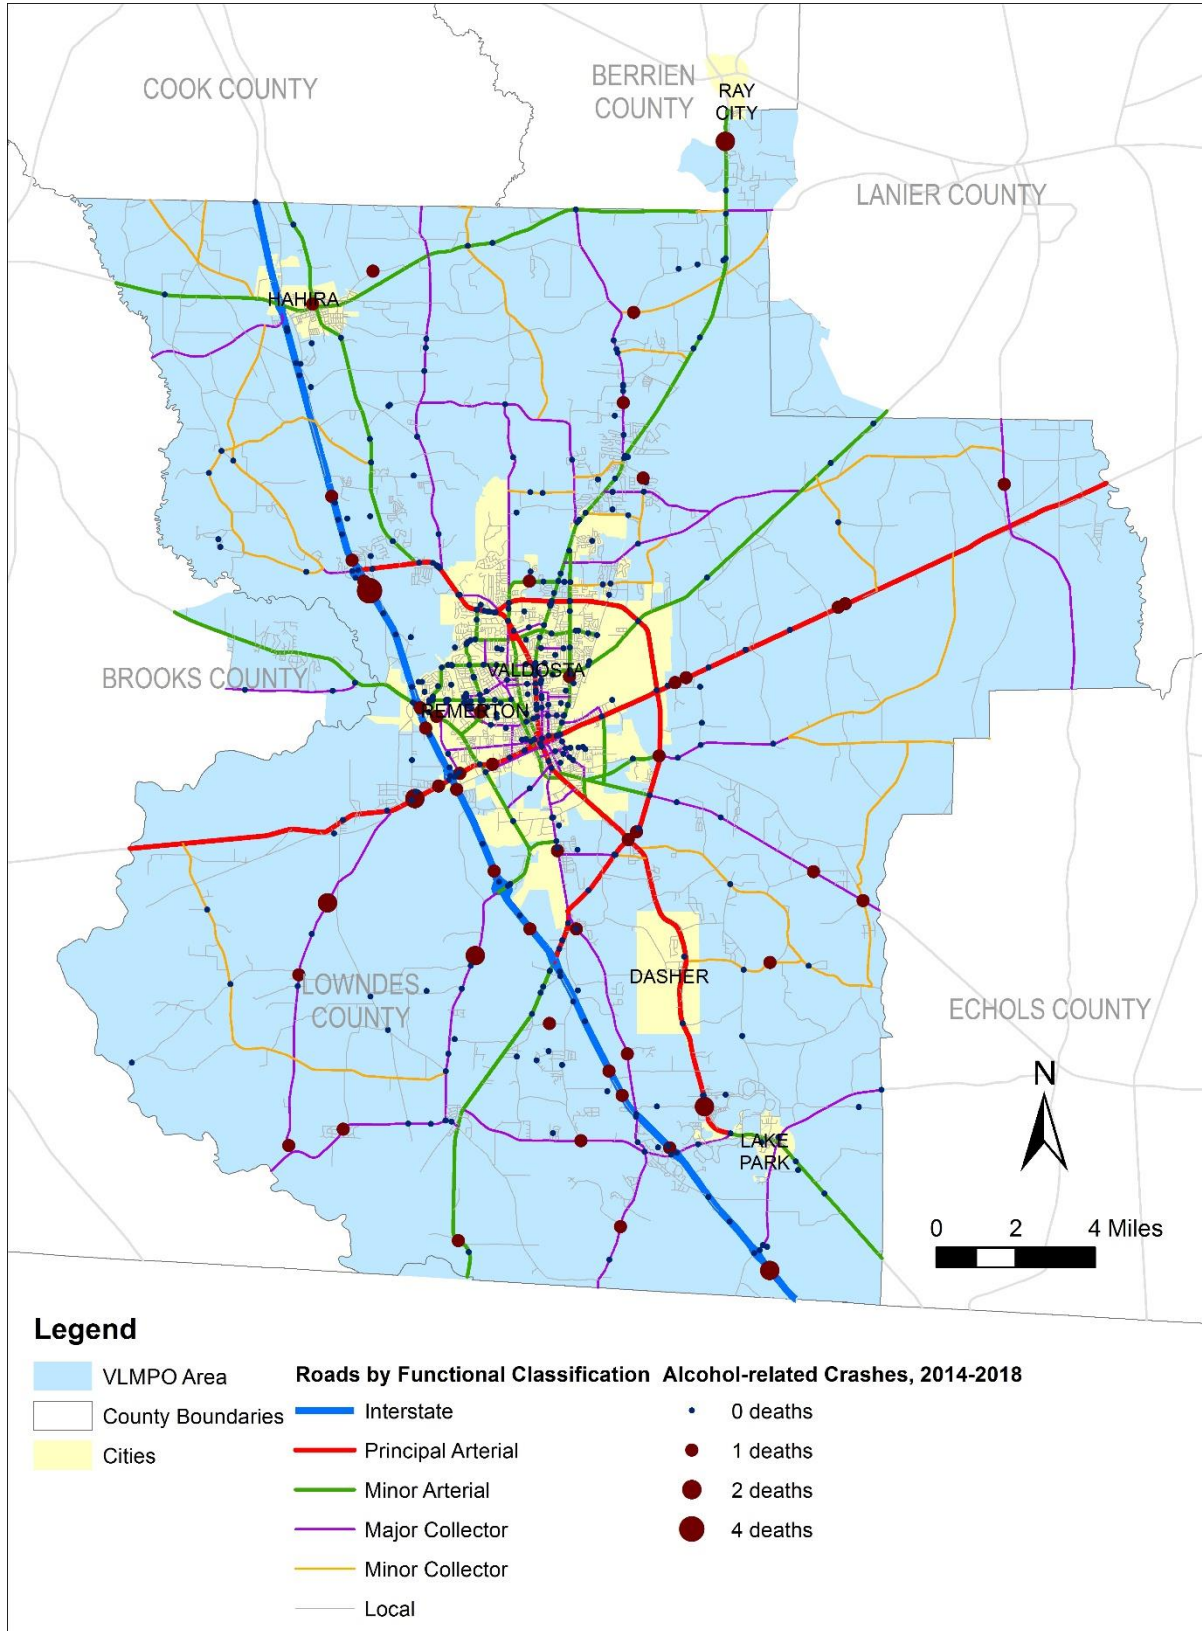 COOK COUNTY
BERRIEN
COUNTY
RAY
CITY
LANIER COUNTY
HAHIRA
BROOKS COUNTY
VALDOSTA
REMERTON
DASHER
LOWNDES
COUNTY
ECHOLS COUNTY
N
LAKE
PARK
0 2 4 Miles
Legend
VLMPO Area
County Boundaries
Cities
Roads by Functional Classification
Interstate
Principal Arterial
Minor Arterial
Major Collector
Minor Collector
Local
Alcohol-related Crashes, 2014-2018
0 deaths
1 deaths
2 deaths
4 deaths